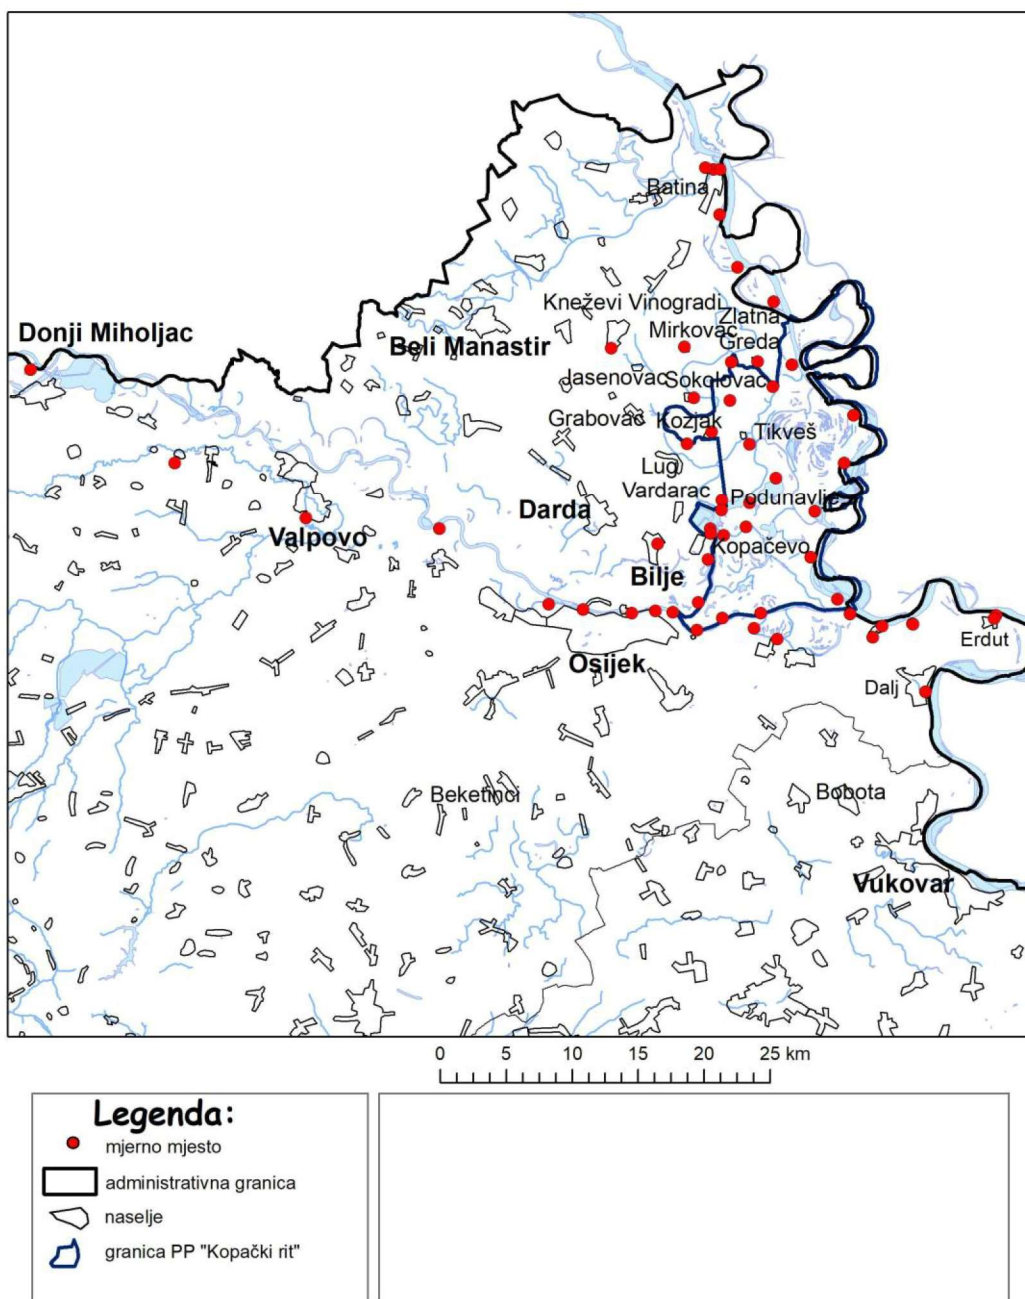 Batina
Kneževi Vinogradi
Zlatna
Greda
Mirkovac
Donji Miholjac
Beli Manastir
Jasenovac
Sokolovac
Grabovac
Kozjak
Tikveš
Lug
Vardarac
Podunavlje
Darda
Valpovo
Kopačevo
Bilje
Osijek
Erdut
Dalj
Beketinci
Bobota
Vukovar
0 5 10 15 20 25 km
Legenda:
mjerno mjesto
administrativna granica
naselje
granica PP "Kopački rit"